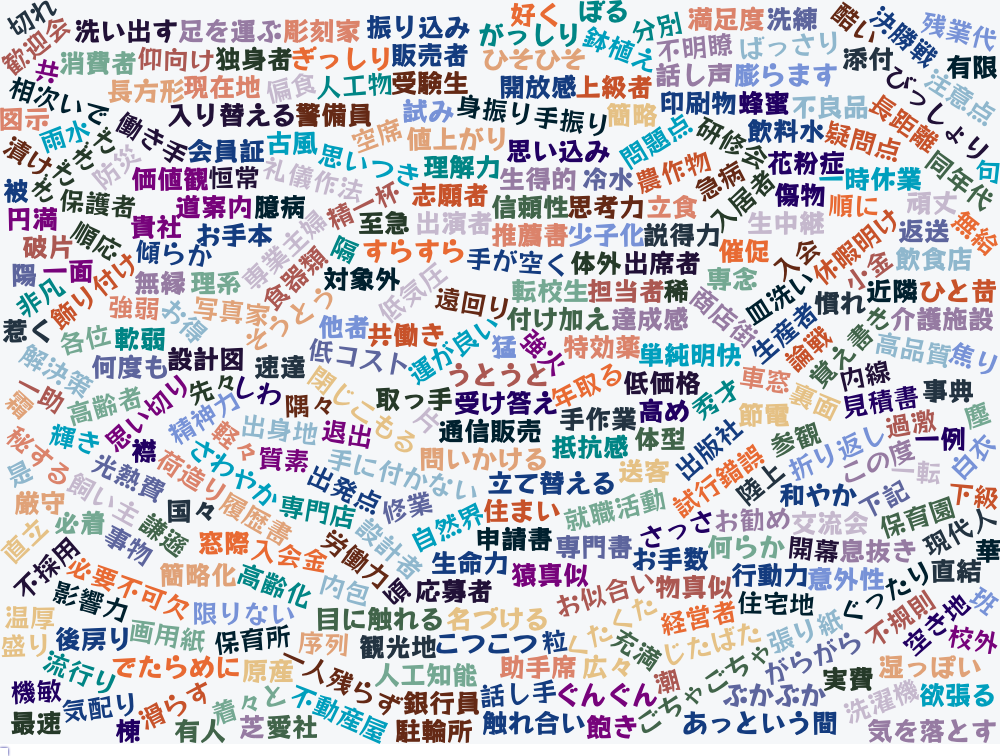 切れ
歓迎会
共
洗い出す
足を運ぶ
彫刻家
振り込み
好く
ぼる
がっしり
分別
鉢植え
満足度
洗練
酷い
決勝戦
残業代
消費者
仰向け
独身者
ぎっしり
販売者
ひそひそ
不明瞭
ばっさり
添付
有限
相次いで
長方形
現在地
偏食
人工物
受験生
開放感
上級者
話し声
膨らます
びっしょり
注意点
図示
雨水
入り替える
警備員
試み
身振り手振り
簡略
印刷物
蜂蜜
不良品
長距離
漬け
ぎざぎざ
防災
働き手
会員証
古風
空席
値上がり
思い込み
問題点
研修会
飲料水
疑問点
句
被
価値観
恒常
礼儀作法
思いつき
理解力
生得的
冷水
農作物
急病
花粉症
一時休業
同年代
円満
保護者
道案内
臆病
精一杯
志願者
信頼性
思考力
立食
入居者
傷物
順に
頑丈
貴社
お手本
専業主婦
至急
出演者
推薦書
少子化
説得力
生中継
返送
無給
破片
順応
傾らか
隔
すらすら
手が空く
体外
出席者
催促
入会
休暇明け
飲食店
陽
一面
非凡
飾り付け
無縁
理系
食器類
対象外
低気圧
転校生
担当者
稀
専念
小金
近隣
ひと昔
強弱
お得
写真家
ぞうとう
遠回り
付け加え
達成感
商店街
皿洗い
慣れ
惹く
各位
軟弱
他者
共働き
運が良い
猛
強火
特効薬
単純明快
生産者
論戦
覚え書き
介護施設
解決策
何度も
設計図
速達
低コスト
うとうと
年取る
低価格
車窓
内線
高品質
焦り
一助
霜
高齢者
思い切り
先々
しわ
隅々
閉じこもる
取っ手
片
受け答え
手作業
高め
秀才
節電
裏面
見積書
事典
秘する
輝き
襟
精神力
軽々
出身地
退出
通信販売
抵抗感
体型
出版社
参観
折り返し
過激
一例
塵
是
光熱費
荷造り
さわやか
質素
手に付かない
問いかける
送客
試行錯誤
陸上
この度
一転
白衣
厳守
飼い主
国々
履歴書
専門店
出発点
修業
立て替える
住まい
就職活動
和やか
下記
下級
直立
必着
謙遜
事物
窓際
入会金
労働力
設計者
自然界
申請書
専門書
さっさ
お勧め
交流会
保育園
現代人
不採用
必要不可欠
簡略化
高齢化
内包
頭
生命力
応募者
猿真似
お手数
何らか
開幕
息抜き
華
影響力
限りない
目に触れる
名づける
お似合い
物真似
行動力
意外性
ぐったり
直結
温厚
盛り
後戻り
画用紙
保育所
序列
観光地
こつこつ
粒
くたくた
経営者
住宅地
不規則
空き地
班
校外
流行り
でたらめに
原産
一人残らず
人工知能
助手席
広々
充満
じたばた
張り紙
がらがら
実費
湿っぽい
機敏
気配り
滑らす
着々と
不動産屋
銀行員
話し手
ぐんぐん
潮
ごちゃごちゃ
ぶかぶか
洗濯機
欲張る
最速
棟
有人
芝
愛社
駐輪所
触れ合い
飽き
あっという間
気を落とす